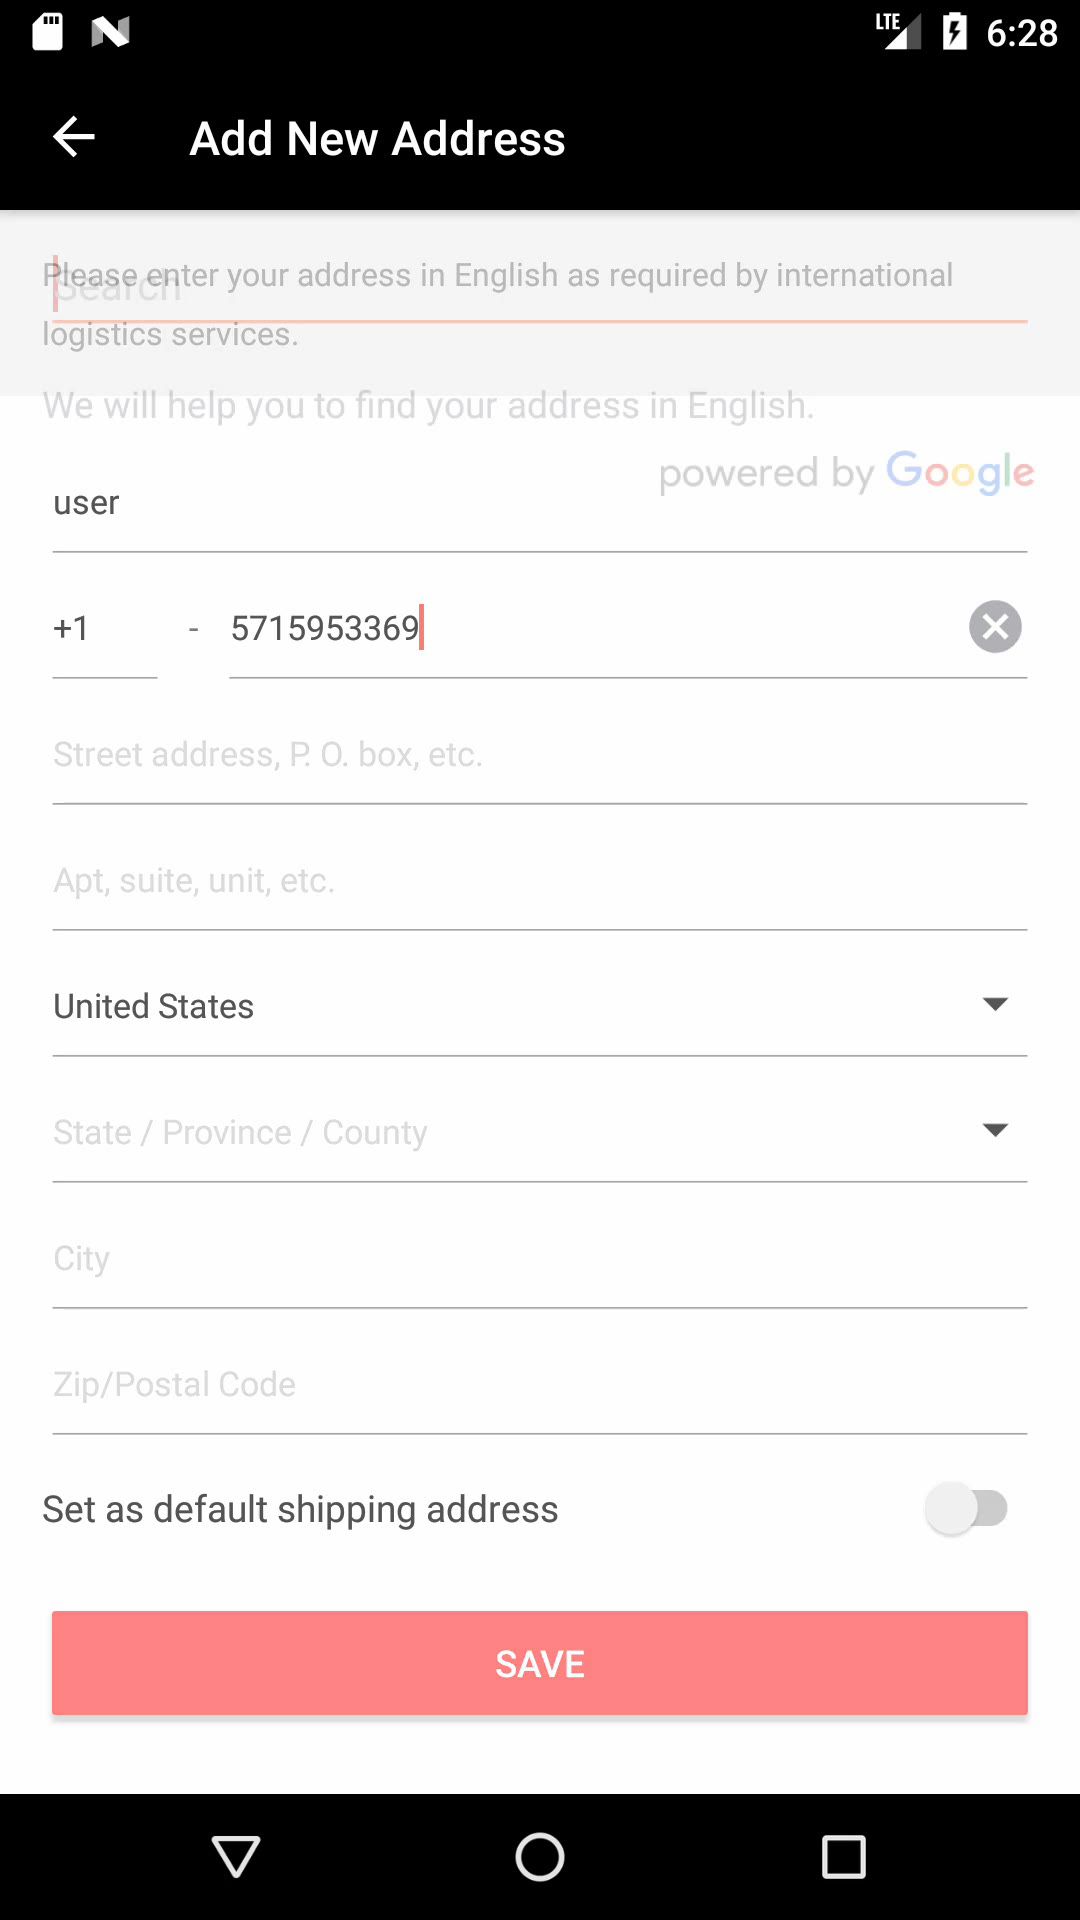 LTE 6:28
Add New Address
Please enter your address in English as required by international
Search
logistics services.
We will help you to find your address in English.
powered by Google
user
+1 - 5715953369
Street address, P. O. box, etc.
Apt, suite, unit, etc.
United States
State / Province / County
City
Zip/Postal Code
Set as default shipping address
SAVE